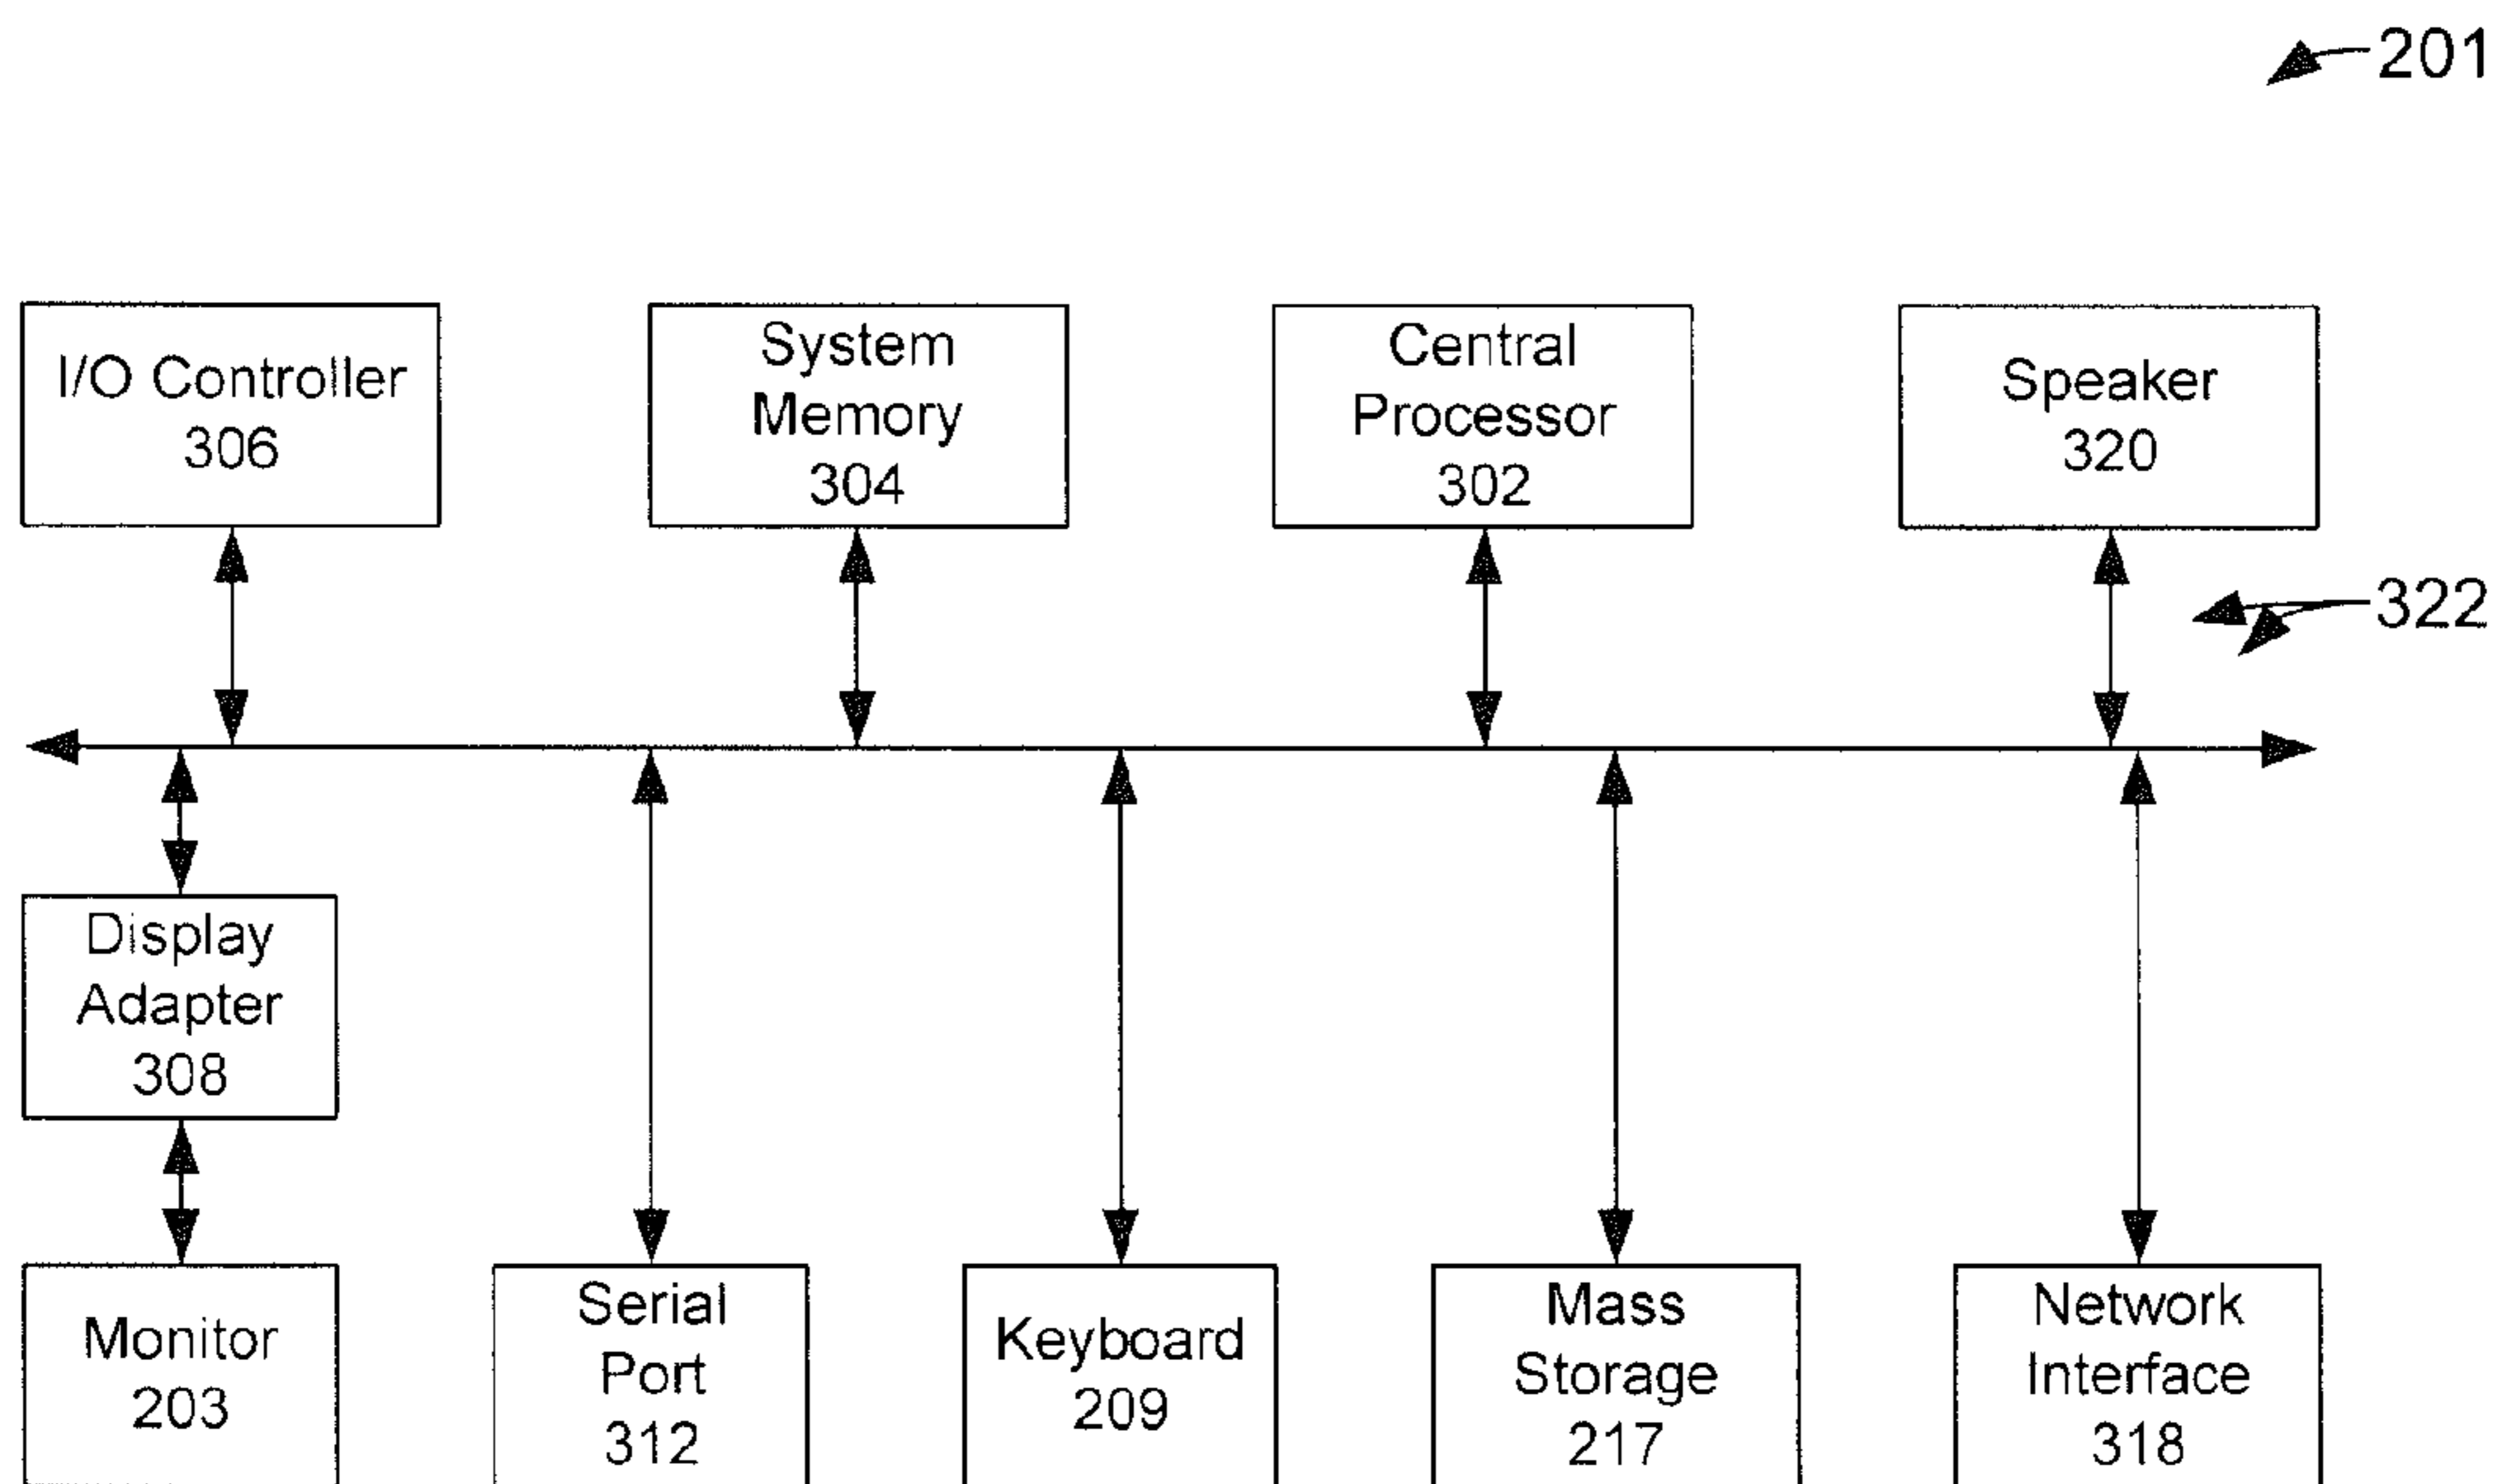 201
I/O Controller
306
System
Memory
304
Central
Processor
302
Speaker
320
322
Display
Adapter
308
Monitor
203
Serial
Port
312
Keyboard
209
Mass
Storage
217
Network
Interface
318